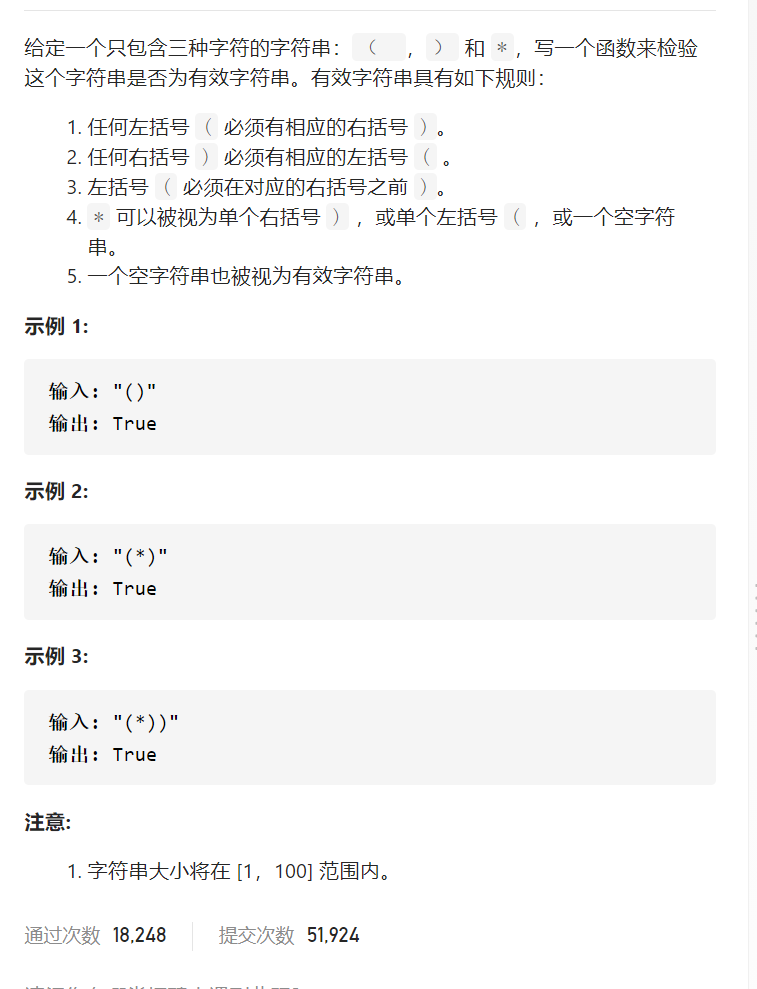 给定一个只包含三种字符的字符串：（ ，） 和 *，写一个函数来检验
这个字符串是否为有效字符串。有效字符串具有如下规则：
1. 任何左括号 （ 必须有相应的右括号 ）。
2. 任何右括号 ） 必须有相应的左括号 （ 。
3. 左括号 （ 必须在对应的右括号之前 ）。
4. * 可以被视为单个右括号 ） ，或单个左括号 （ ，或一个空字符
串。
5. 一个空字符串也被视为有效字符串。
示例 1:
输入: "()"
输出: True
示例 2:
输入: "(*)"
输出: True
示例 3:
输入: "(*))"
输出: True
注意:
1. 字符串大小将在 [1，100] 范围内。
通过次数 18,248 提交次数 51,924